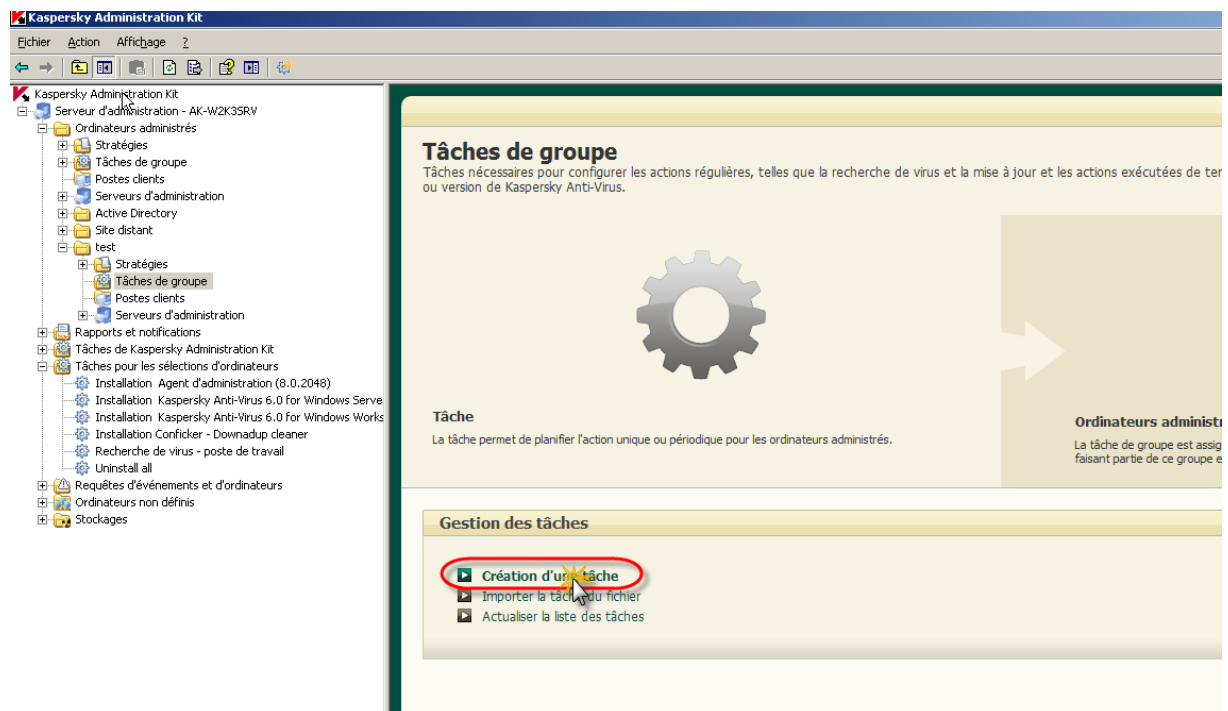 Kaspersky Administration Kit
Fichier Action Affichage ?
Kaspersky Administration Kit
Serveur d'administration - AK-W2K3SRV
Ordinateurs administrés
Stratégies
Tâches de groupe
Postes clients
Serveurs d'administration
Active Directory
Site distant
test
Stratégies
Tâches de groupe
Postes clients
Serveurs d'administration
Rapports et notifications
Tâches de Kaspersky Administration Kit
Tâches pour les sélections d'ordinateurs
Installation Agent d'administration (8.0.2048)
Installation Kaspersky Anti-Virus 6.0 for Windows Serve
Installation Kaspersky Anti-Virus 6.0 for Windows Works
Installation Conficker - Downadup cleaner
Recherche de virus - poste de travail
Uninstall all
Requêtes d'événements et d'ordinateurs
Ordinateurs non définis
Stockages
Tâches de groupe
Tâches nécessaires pour configurer les actions régulières, telles que la recherche de virus et la mise à jour et les actions exécutées de ter
ou version de Kaspersky Anti-Virus.
Tâche
La tâche permet de planifier l'action unique ou périodique pour les ordinateurs administrés.
Ordinateurs administr
La tâche de groupe est assig
faisant partie de ce groupe e
Gestion des tâches
Création d'une tâche
Importer la tâche du fichier
Actualiser la liste des tâches